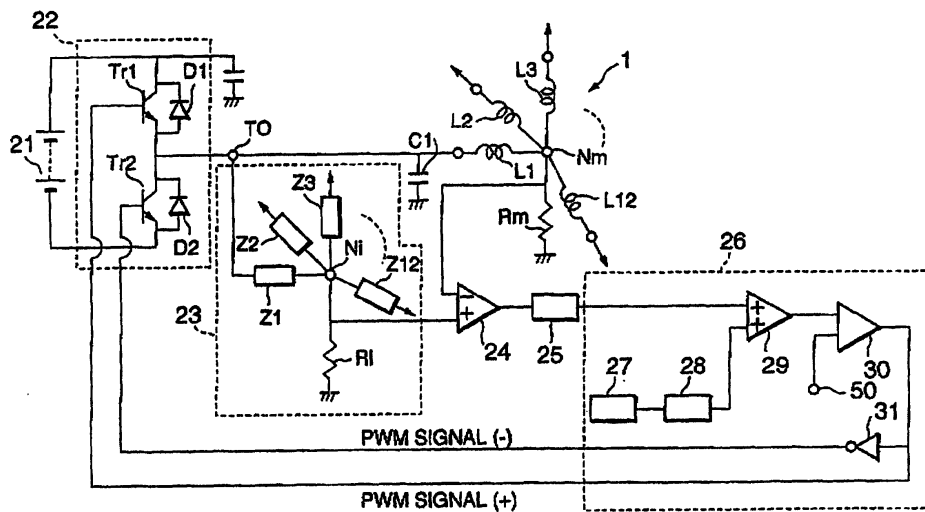 22
Tr1
D1
21
TO
Tr2
D2
C1
L3
1
L2
L1
Nm
L12
Rm
Z3
Z2
Ni
Z12
Z1
23
RI
24
25
26
27
28
29
30
50
31
PWM SIGNAL (-)
PWM SIGNAL (+)